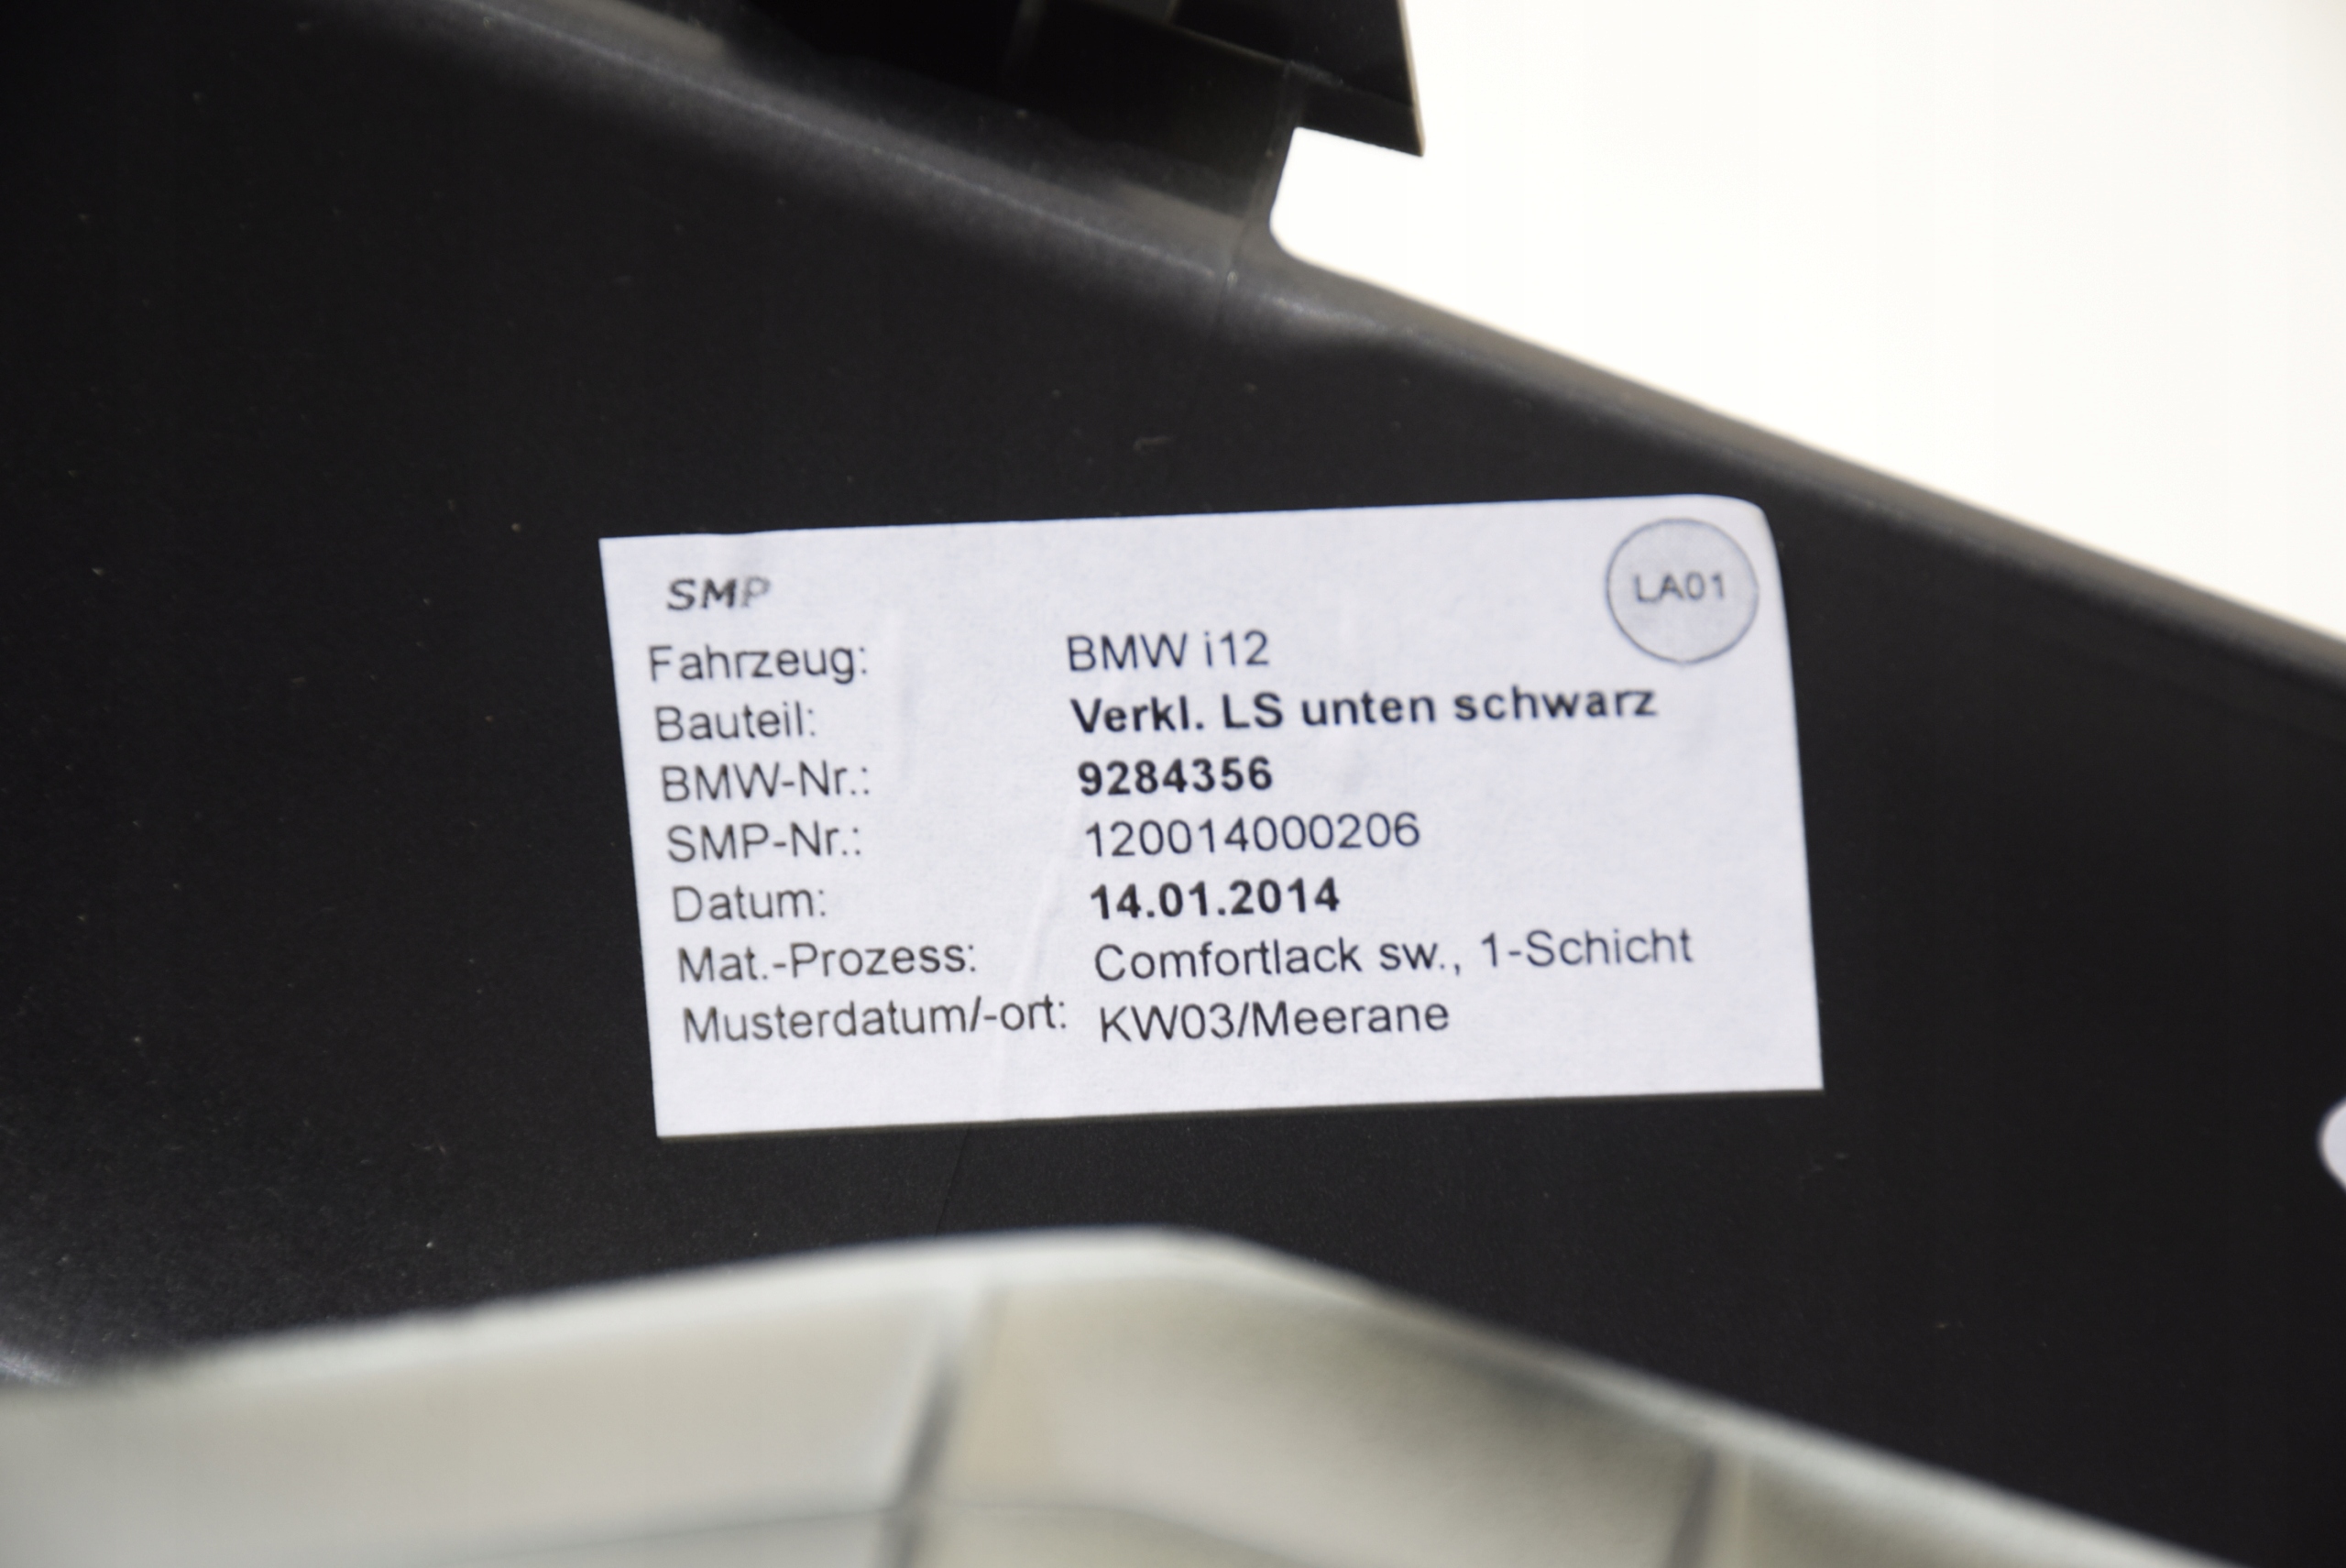 SMP
LA01
Fahrzeug: BMW i12
Bauteil: Verkl. LS unten schwarz
BMW-Nr.: 9284356
SMP-Nr.: 120014000206
Datum: 14.01.2014
Mat.-Prozess: Comfortlack sw., 1-Schicht
Musterdatum/-ort: KW03/Meerane